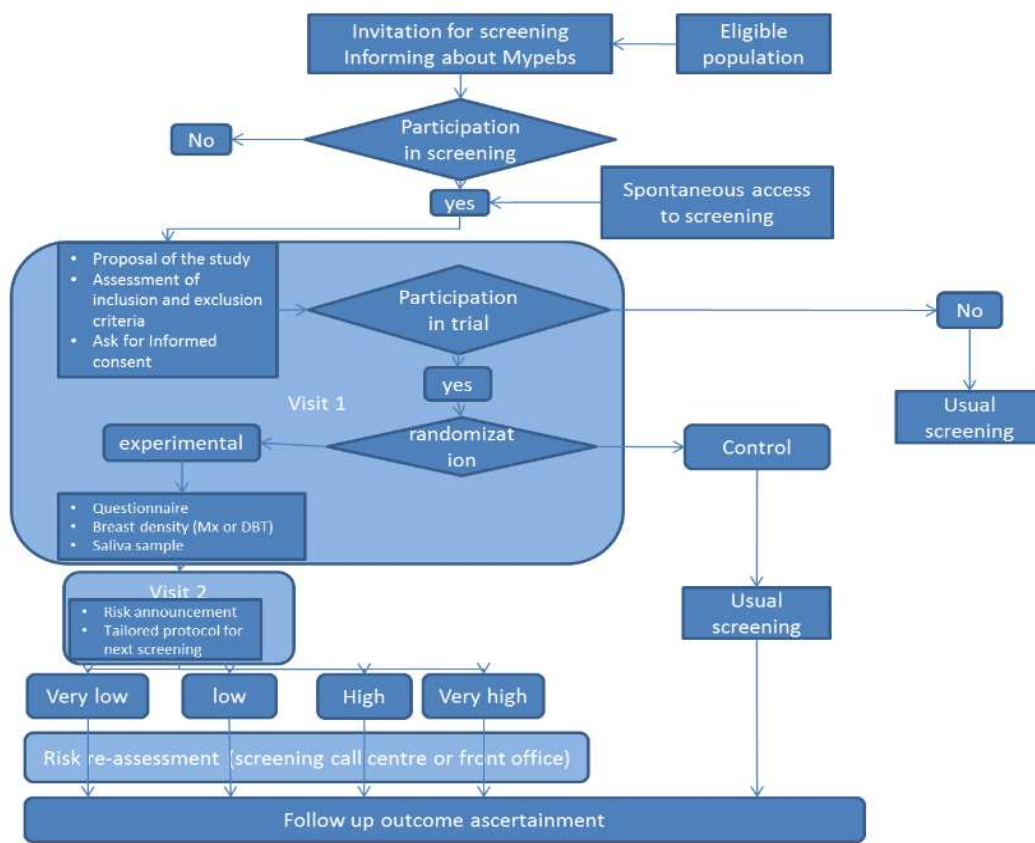 Invitation for screening
Informing about Mypebs
Eligible
population
Participation
in screening
No
yes
Spontaneous access
to screening
• Proposal of the study
• Assessment of
inclusion and exclusion
criteria
• Ask for Informed
consent
Participation
in trial
No
yes
Usual
screening
Visit 1
randomizat
ion
experimental
Control
• Questionnaire
• Breast density (Mx or DBT)
• Saliva sample
Visit 2
• Risk announcement
• Tailored protocol for
next screening
Usual
screening
Very low
low
High
Very high
Risk re-assessment (screening call centre or front office)
Follow up outcome ascertainment